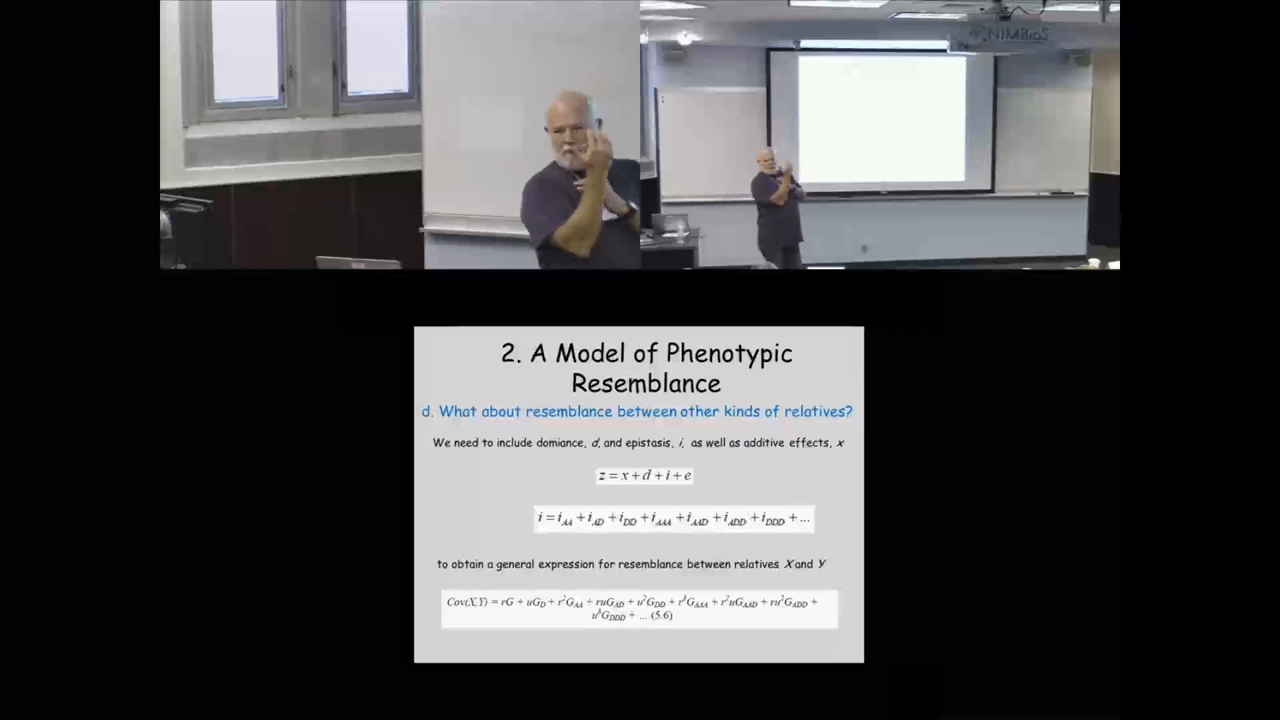 NIMBioS
2. A Model of Phenotypic
Resemblance
d. What about resemblance between other kinds of relatives?
We need to include domiance, d, and epistasis, i, as well as additive effects, x
z = x + d + i + e
i = i_AA + i_AD + i_DD + i_AAA + i_AAD + i_ADD + i_DDD + ...
to obtain a general expression for resemblance between relatives X and Y
Cov(X,Y) = rG + uG_D + r²G_AA + ruG_AD + u²G_DD + r³G_AAA + r²uG_AAD + ru²G_ADD +
u³G_DDD + ... (5.6)